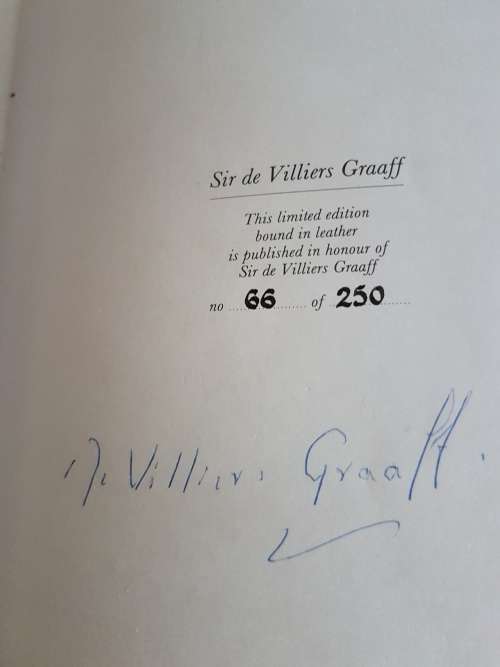 Sir de Villiers Graaff
This limited edition
bound in leather
is published in honour of
Sir de Villiers Graaff
no 66 of 250
De Villiers Graaff.